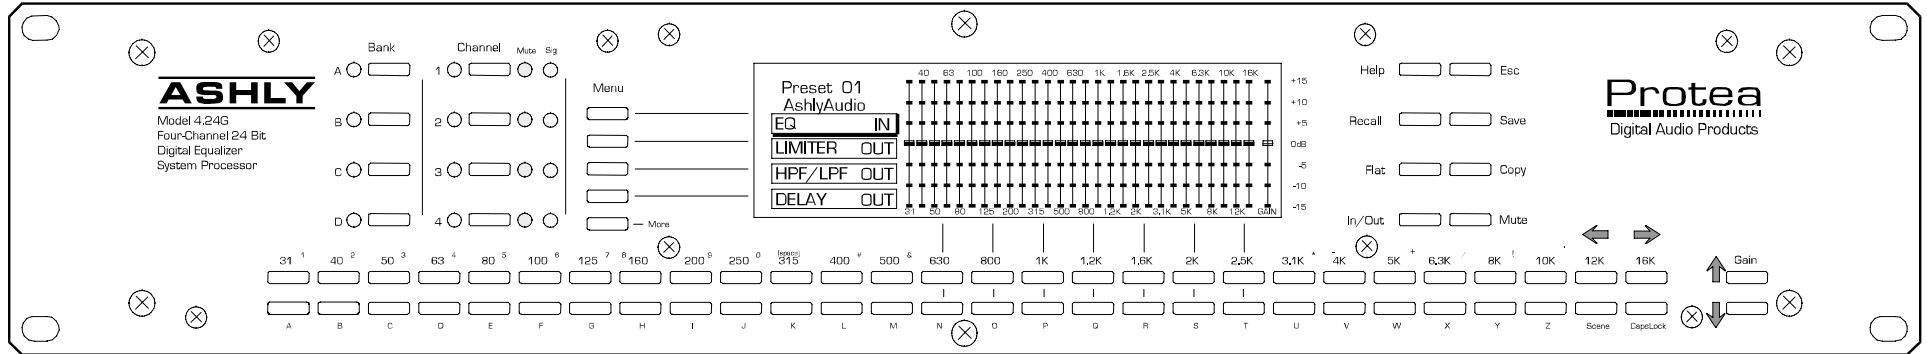 ASHLY
Model 4.24G
Four-Channel 24 Bit
Digital Equalizer
System Processor
Bank
A
B
C
D
Channel Mute Sig
1
2
3
4
Menu
More
Preset 01
AshlyAudio
EQ IN
LIMITER OUT
HPF/LPF OUT
DELAY OUT
40 63 100 160 250 400 630 1K 1.6K 2.5K 4K 6.3K 10K 16K
31 50 80 125 200 315 500 800 1.2K 2K 3.1K 5K 8K 12K GAIN
+15
+10
+5
0dB
-5
-10
-15
Help Esc
Recall Save
Flat Copy
In/Out Mute
Protea
Digital Audio Products
31 1 40 2 50 3 63 4 80 5 100 6 125 7 8 160 200 9 250 0 (space) 315 400 # 500 & 630 800 1K 1.2K 1.6K 2K 2.5K 3.1K * - 4K 5K + 6.3K / 8K ! 10K . 12K 16K Gain
A B C D E F G H I J K L M N O P Q R S T U V W X Y Z Scene CapsLock